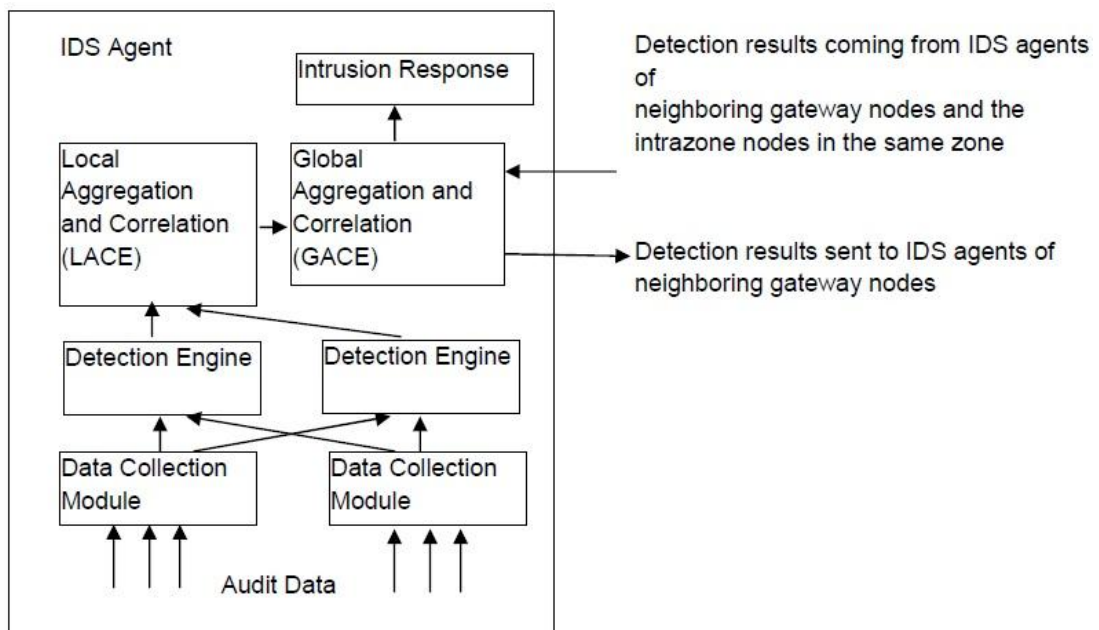 IDS Agent
Intrusion Response
Local
Aggregation
and Correlation
(LACE)
Global
Aggregation and
Correlation
(GACE)
Detection results coming from IDS agents
of
neighboring gateway nodes and the
intrazone nodes in the same zone
Detection results sent to IDS agents of
neighboring gateway nodes
Detection Engine
Detection Engine
Data Collection
Module
Data Collection
Module
Audit Data